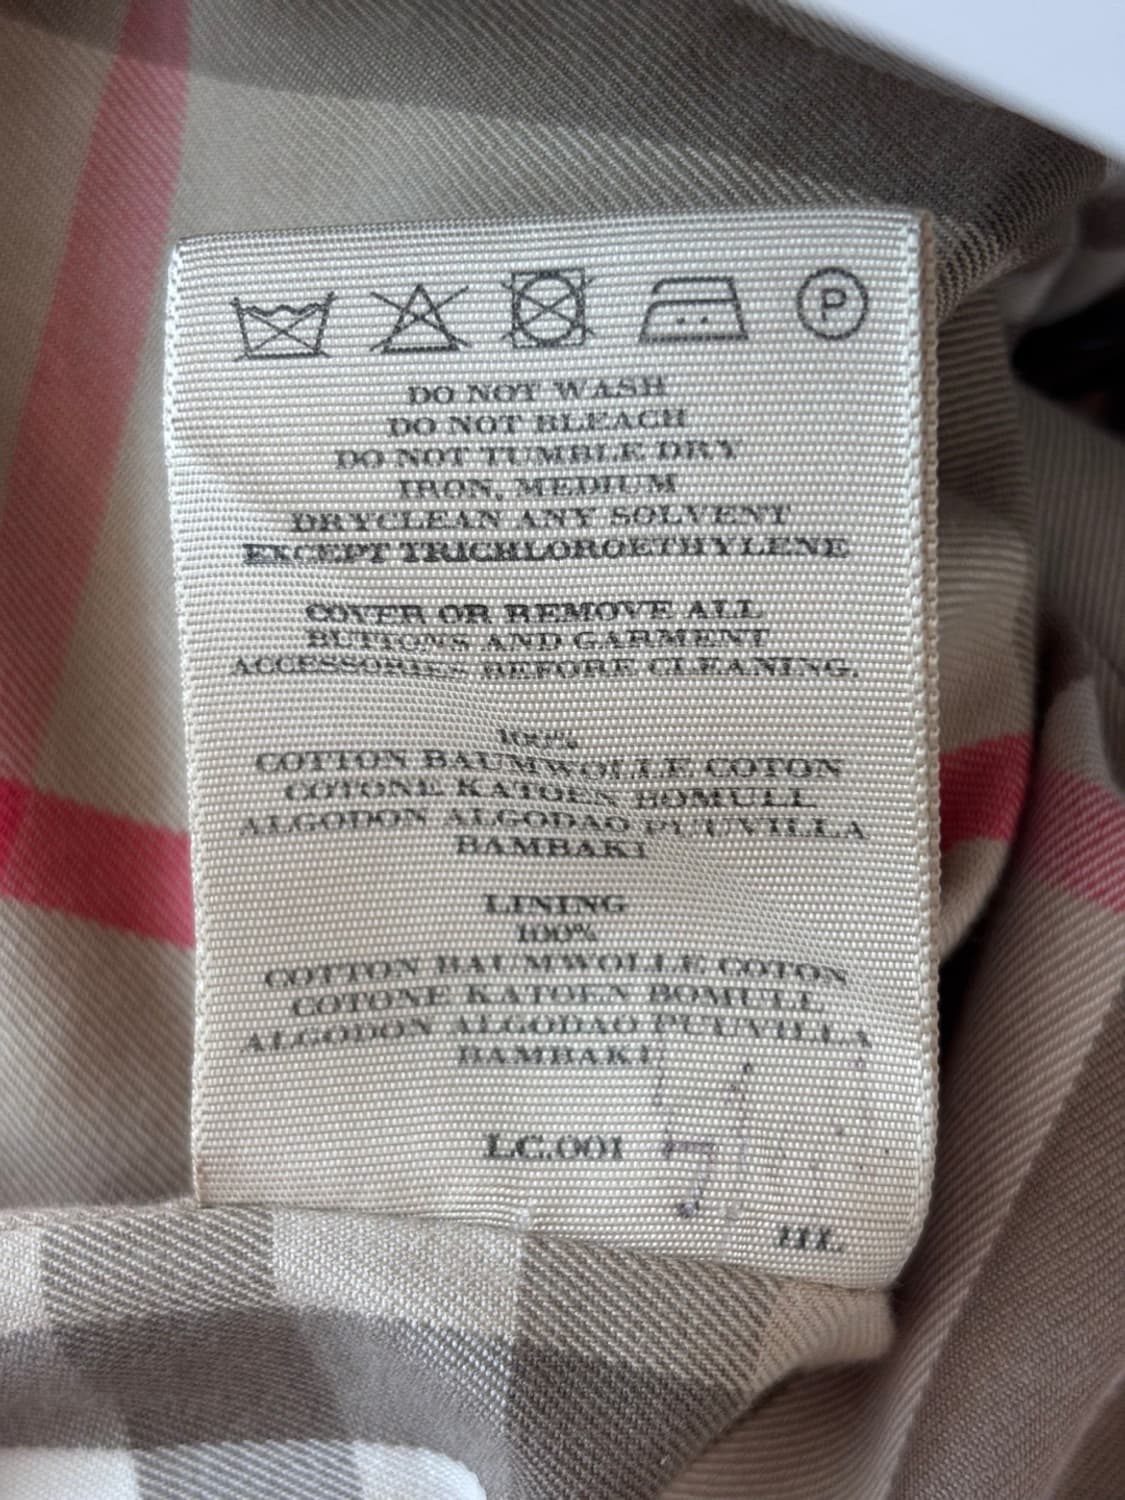 P
DO NOT WASH
DO NOT BLEACH
DO NOT TUMBLE DRY
IRON, MEDIUM
DRYCLEAN ANY SOLVENT
EXCEPT TRICHLOROETHYLENE
COVER OR REMOVE ALL
BUTTONS AND GARMENT
ACCESSORIES BEFORE CLEANING.
100%
COTTON BAUMWOLLE COTON
COTONE KATOEN BOMULL
ALGODON ALGODAO PUUVILLA
BAMBAKI
LINING
100%
COTTON BAUMWOLLE COTON
COTONE KATOEN BOMULL
ALGODON ALGODAO PUUVILLA
BAMBAKI
LC.001